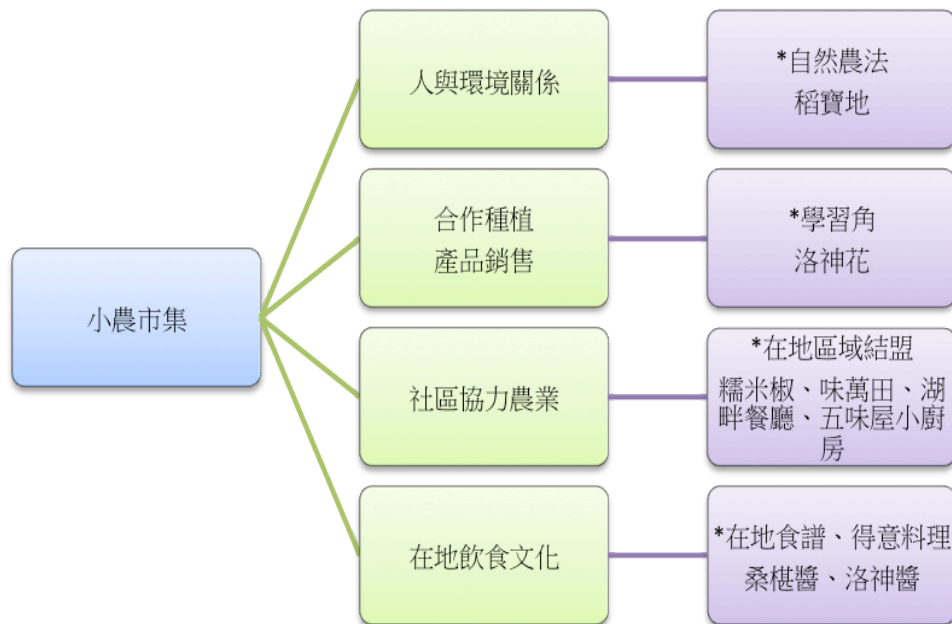 小農市集
人與環境關係
*自然農法
稻寶地
合作種植
產品銷售
*學習角
洛神花
社區協力農業
*在地區域結盟
糯米椒、味萬田、湖
畔餐廳、五味屋小廚
房
在地飲食文化
*在地食譜、得意料理
桑椹醬、洛神醬